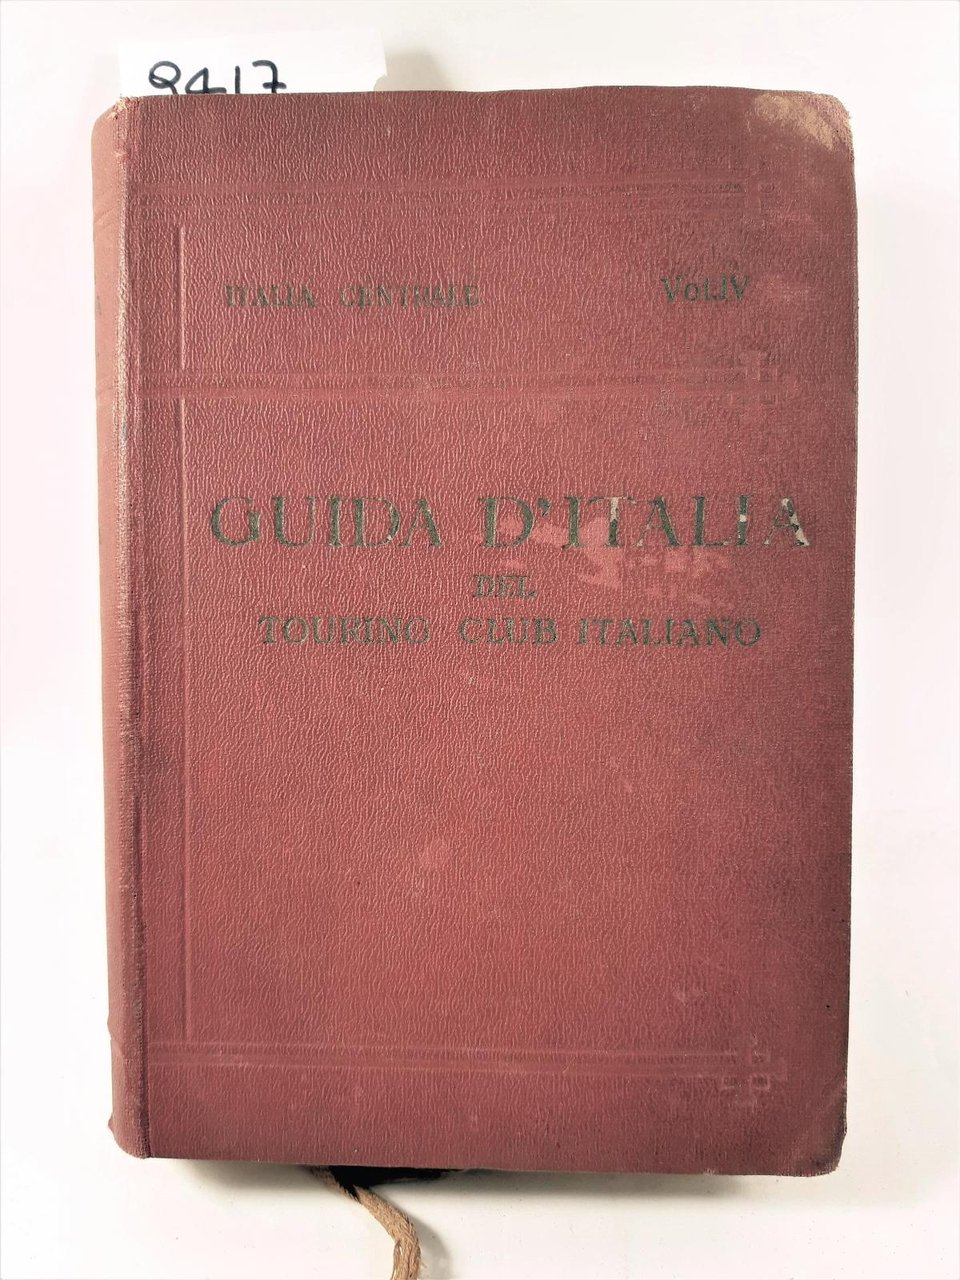 9417
ITALIA CENTRALE Vol.IV
GUIDA D'ITALIA
DEL
TOURING CLUB ITALIANO